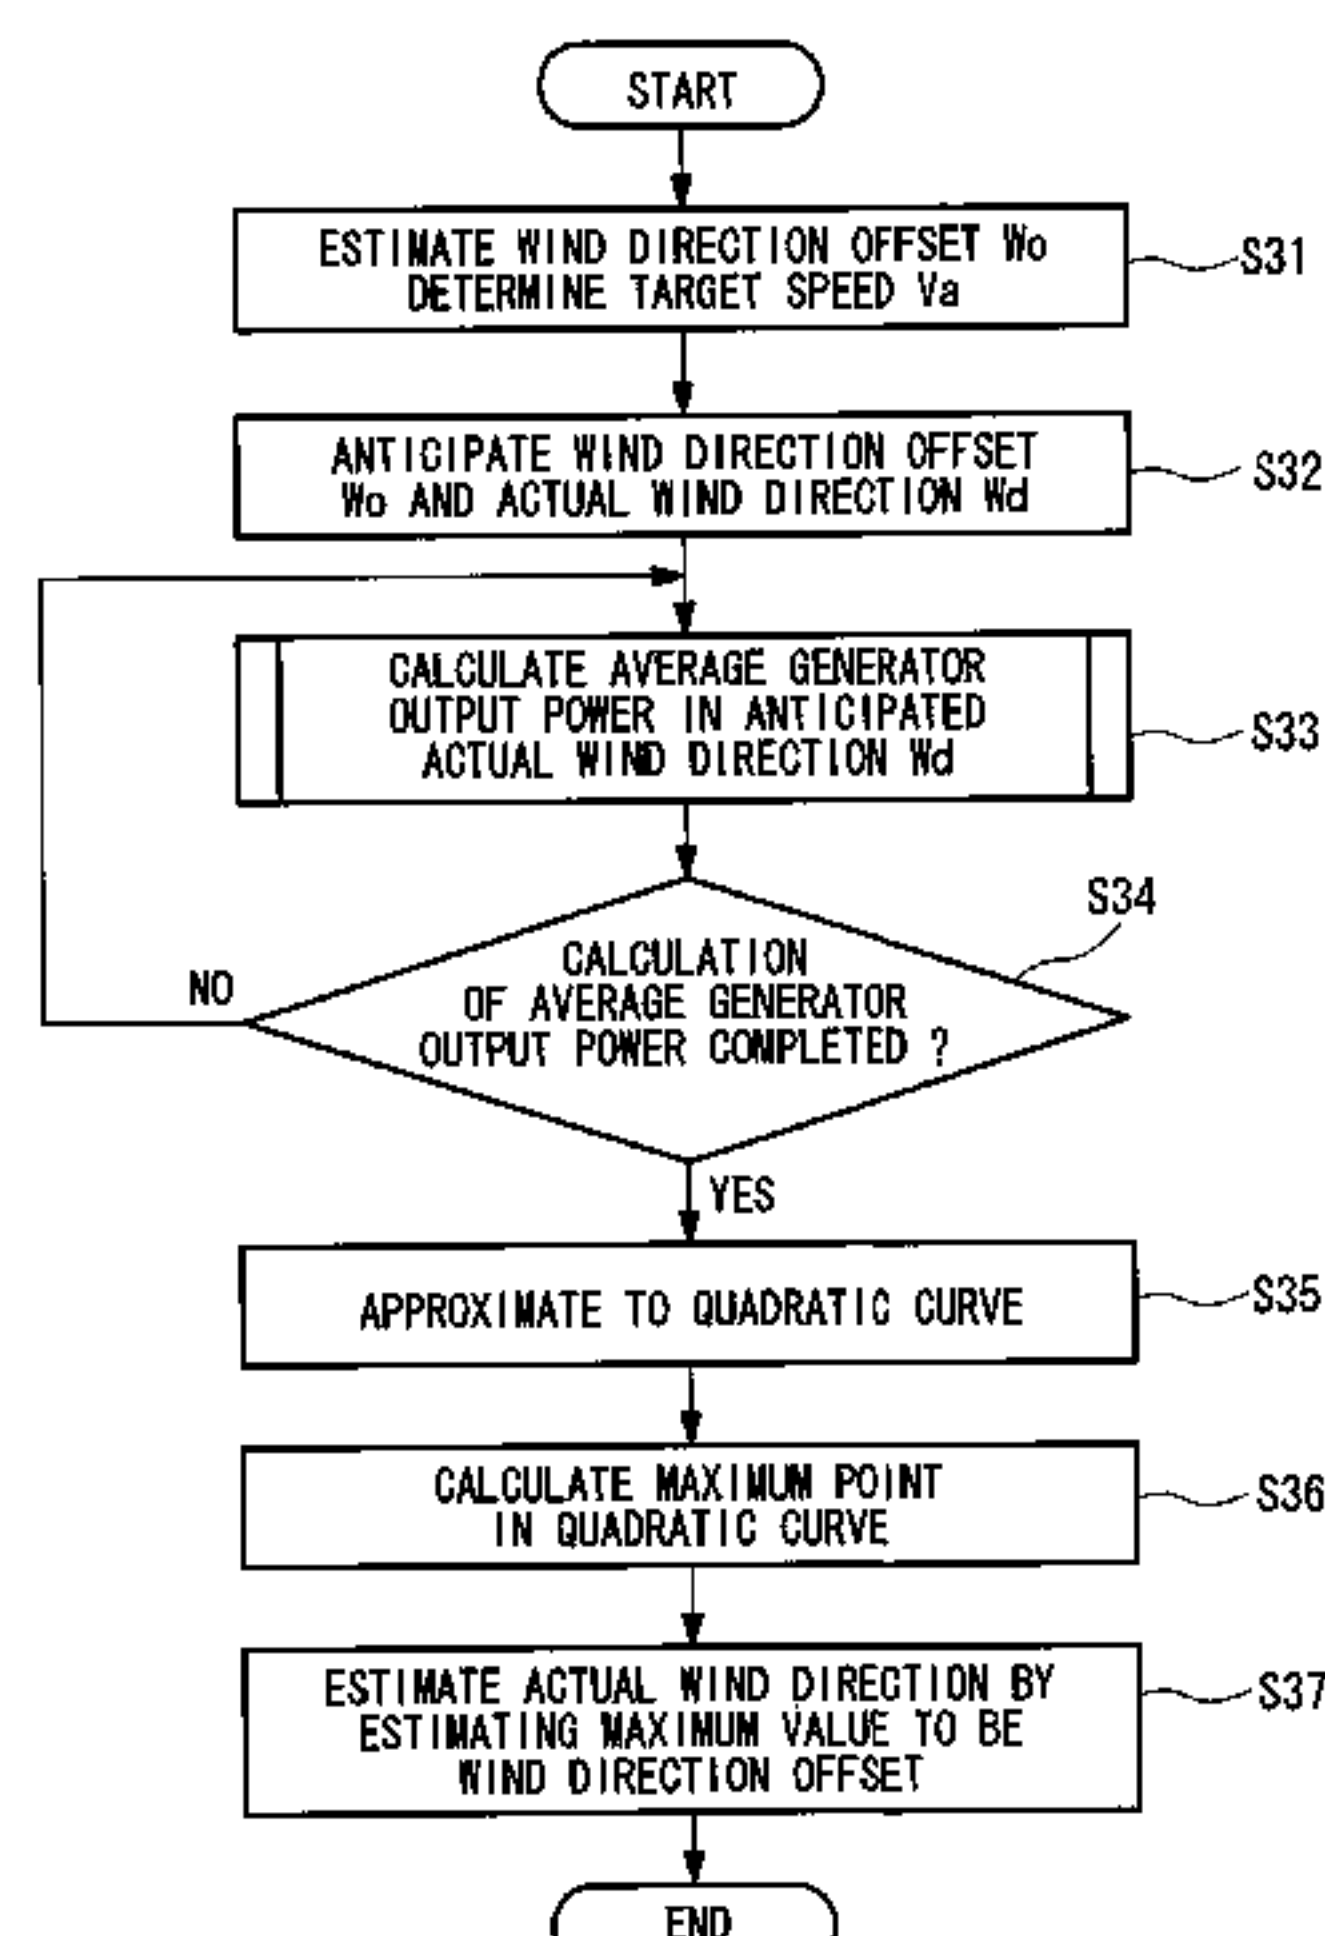 START
ESTIMATE WIND DIRECTION OFFSET Wo
DETERMINE TARGET SPEED Va
S31
ANTICIPATE WIND DIRECTION OFFSET
Wo AND ACTUAL WIND DIRECTION Wd
S32
CALCULATE AVERAGE GENERATOR
OUTPUT POWER IN ANTICIPATED
ACTUAL WIND DIRECTION Wd
S33
S34
CALCULATION
OF AVERAGE GENERATOR
OUTPUT POWER COMPLETED ?
NO
YES
APPROXIMATE TO QUADRATIC CURVE
S35
CALCULATE MAXIMUM POINT
IN QUADRATIC CURVE
S36
ESTIMATE ACTUAL WIND DIRECTION BY
ESTIMATING MAXIMUM VALUE TO BE
WIND DIRECTION OFFSET
S37
END